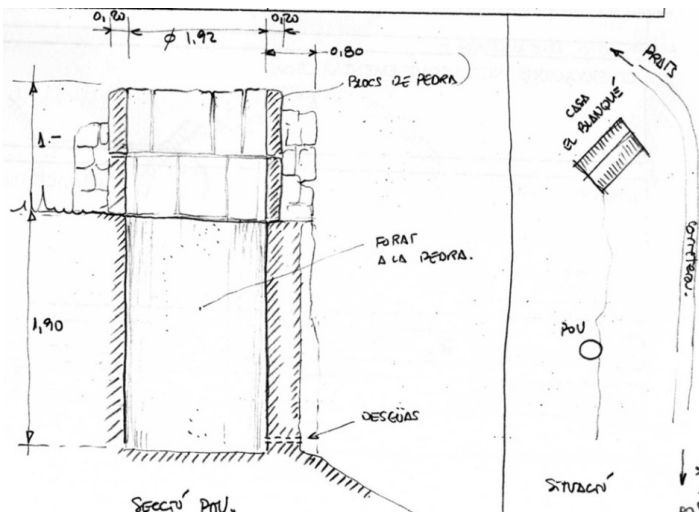 0,20
ϕ 1,92
0,20
0,80
BLOCS DE PEDRA
1.-
FORAT
A LA PEDRA.
1,90
DESGÜAS
SECCIÓ POU.
PRATS
CASA
EL BLANQUÉ
Carretera.
POU
SITUACIÓ